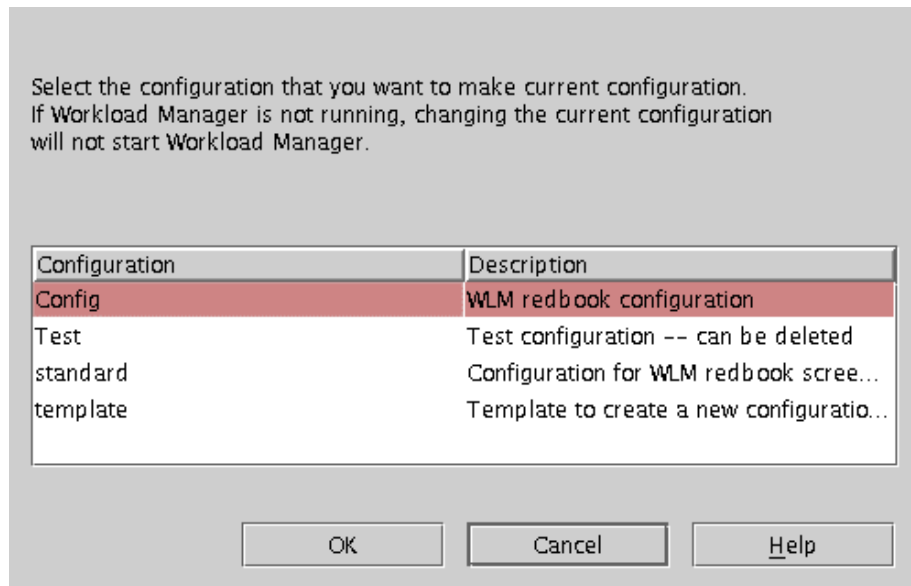 Select the configuration that you want to make current configuration.
If Workload Manager is not running, changing the current configuration
will not start Workload Manager.
Configuration Description
Config WLM redbook configuration
Test Test configuration -- can be deleted
standard Configuration for WLM redbook scree...
template Template to create a new configuratio...
OK Cancel Help